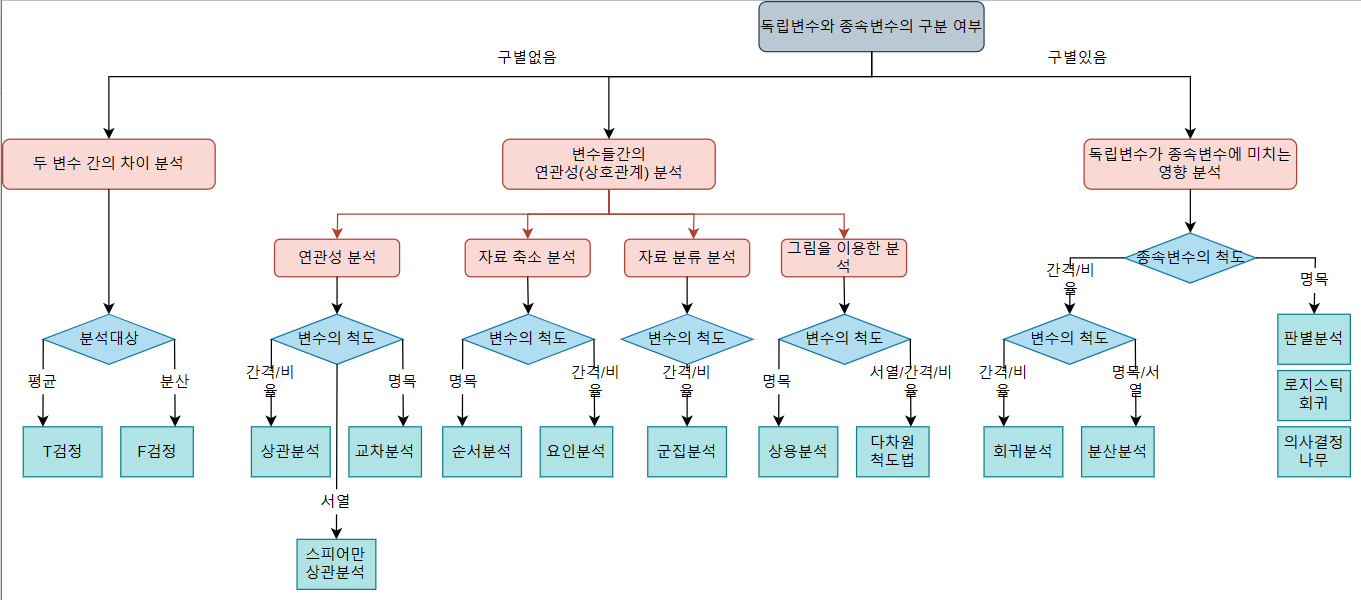 독립변수와 종속변수의 구분 여부
구별없음
구별있음
두 변수 간의 차이 분석
변수들간의
연관성(상호관계) 분석
독립변수가 종속변수에 미치는
영향 분석
연관성 분석
자료 축소 분석
자료 분류 분석
그림을 이용한 분
석
종속변수의 척도
간격/비
율
명목
분석대상
변수의 척도
변수의 척도
변수의 척도
변수의 척도
변수의 척도
판별분석
평균
분산
간격/비
율
명목
명목
간격/비
율
간격/비
율
명목
서열/간격/비
율
간격/비
율
명목/서
열
로지스틱
회귀
T검정
F검정
상관분석
교차분석
순서분석
요인분석
군집분석
상용분석
다차원
척도법
회귀분석
분산분석
의사결정
나무
서열
스피어만
상관분석